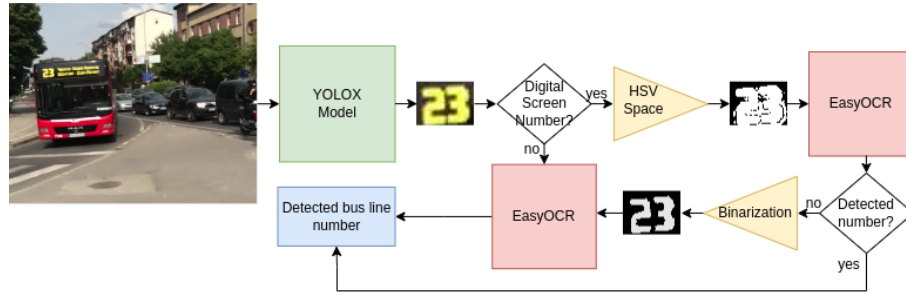 23
YOLOX
Model
23
Digital
Screen
Number?
yes
HSV
Space
EasyOCR
no
Detected bus line
number
EasyOCR
23
Binarization
no
Detected
number?
yes